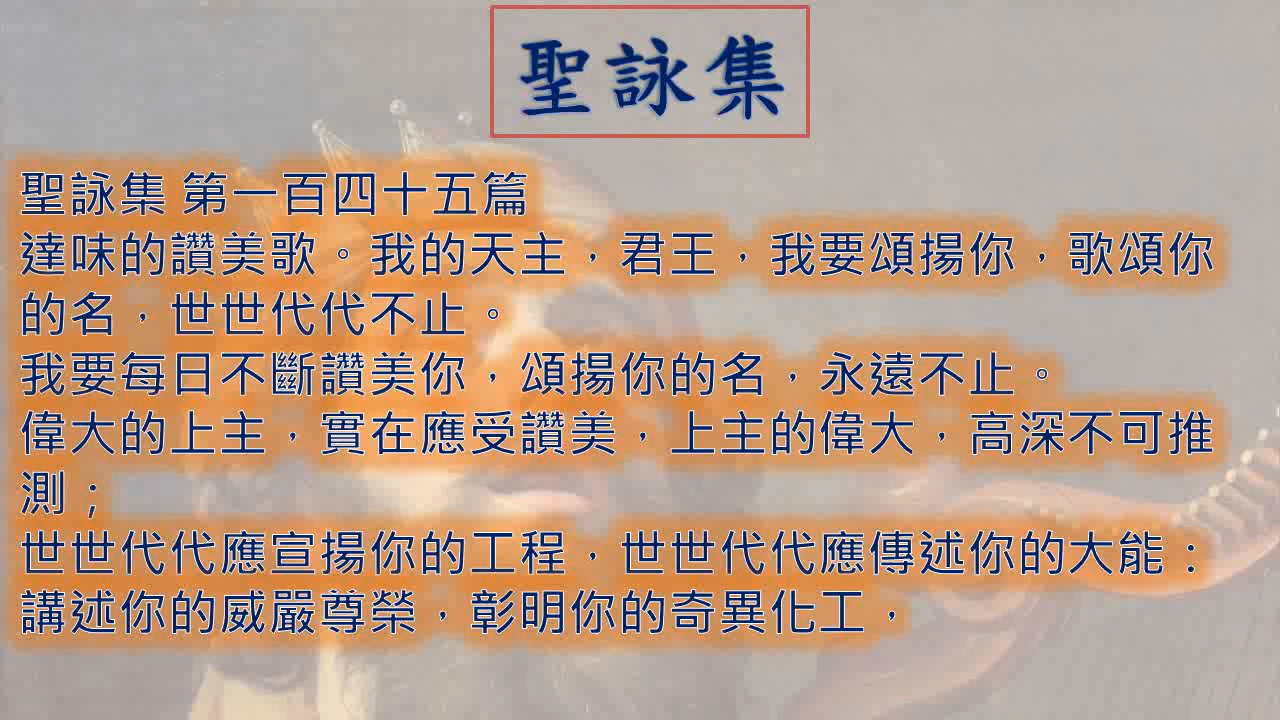 聖詠集
聖詠集 第一百四十五篇
達味的讚美歌。我的天主，君王，我要頌揚你，歌頌你
的名，世世代代不止。
我要每日不斷讚美你，頌揚你的名，永遠不止。
偉大的上主，實在應受讚美，上主的偉大，高深不可推
測；
世世代代應宣揚你的工程，世世代代應傳述你的大能：
講述你的威嚴尊榮，彰明你的奇異化工，